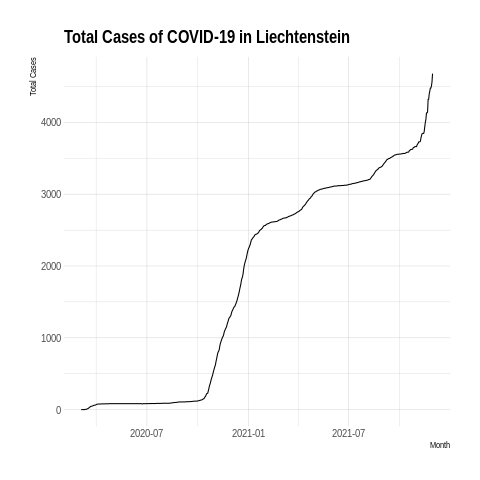 Total Cases of COVID-19 in Liechtenstein
Total Cases
4000
3000
2000
1000
0
2020-07 2021-01 2021-07
Month